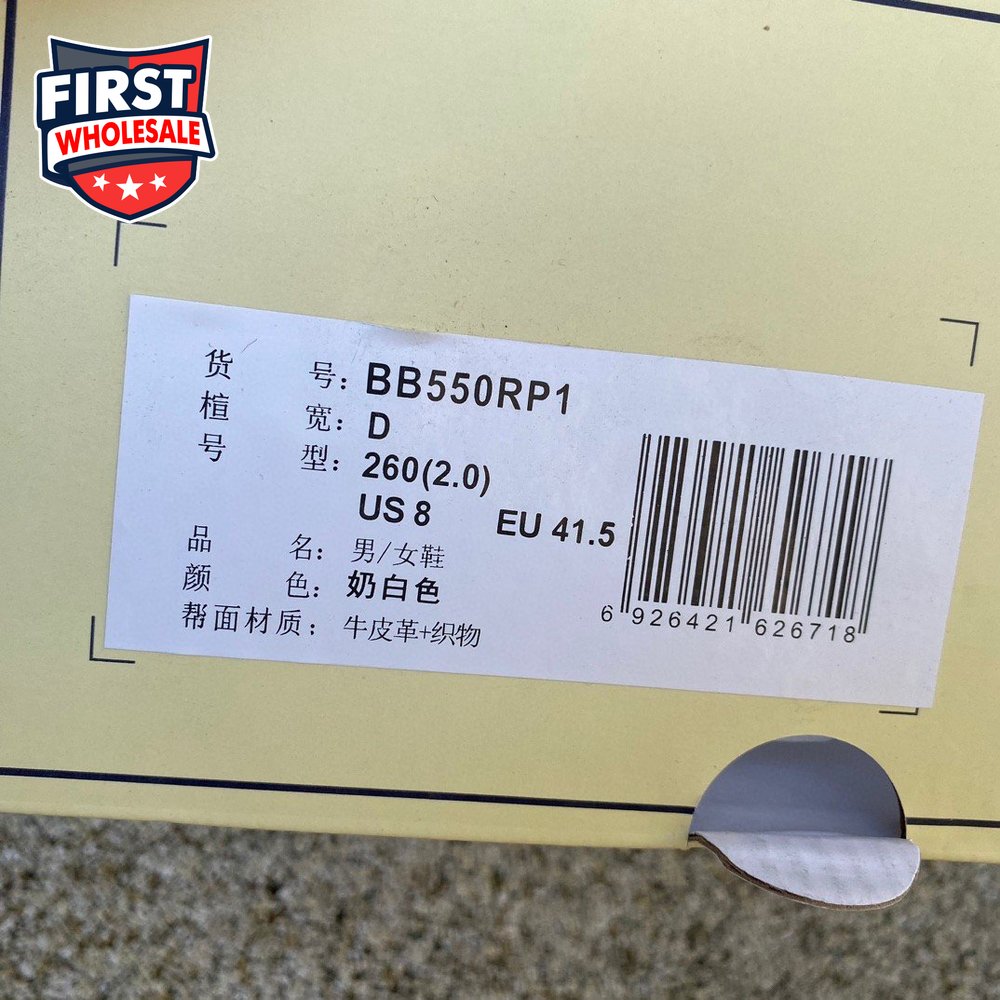 FIRST
WHOLESALE
货 号: BB550RP1
楦 宽: D
号 型: 260(2.0)
US 8 EU 41.5
品 名: 男/女鞋
颜 色: 奶白色
帮面材质: 牛皮革+织物
6 926421 626718